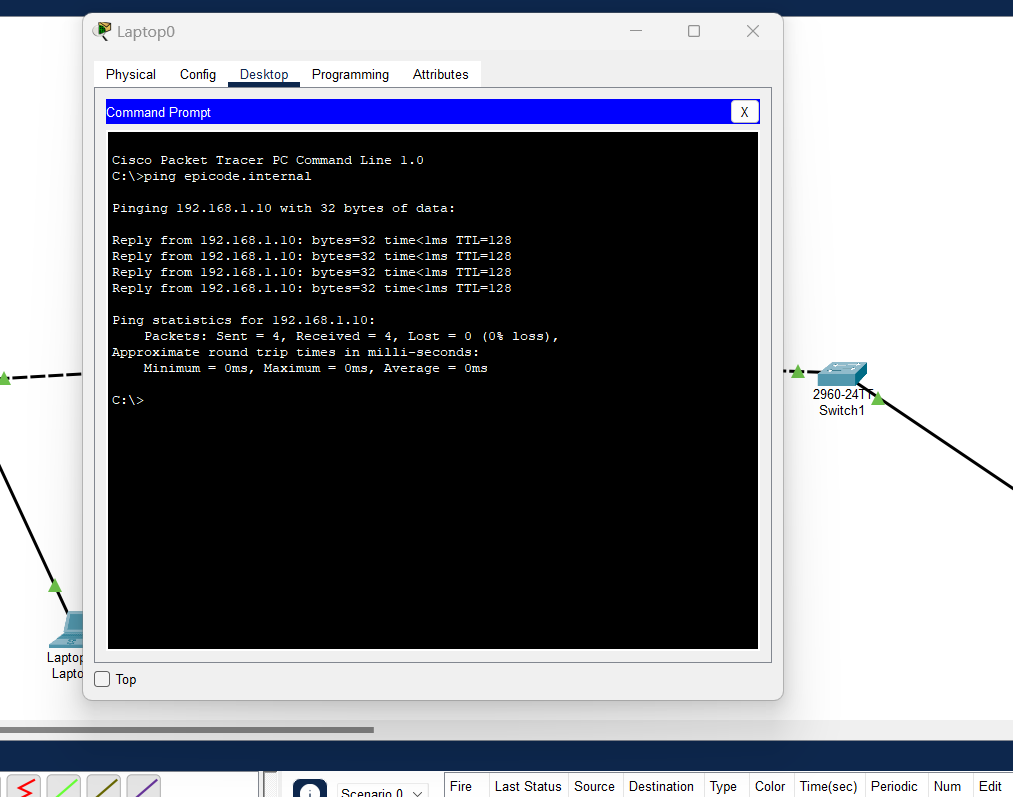 Laptop0
Physical Config Desktop Programming Attributes
Command Prompt X
Cisco Packet Tracer PC Command Line 1.0
C:\>ping epicode.internal
Pinging 192.168.1.10 with 32 bytes of data:
Reply from 192.168.1.10: bytes=32 time<1ms TTL=128
Reply from 192.168.1.10: bytes=32 time<1ms TTL=128
Reply from 192.168.1.10: bytes=32 time<1ms TTL=128
Reply from 192.168.1.10: bytes=32 time<1ms TTL=128
Ping statistics for 192.168.1.10:
Packets: Sent = 4, Received = 4, Lost = 0 (0% loss),
Approximate round trip times in milli-seconds:
Minimum = 0ms, Maximum = 0ms, Average = 0ms
C:\>
2960-24TT
Switch1
Laptop
Lapto
Top
Scenario 0
Fire Last Status Source Destination Type Color Time(sec) Periodic Num Edit